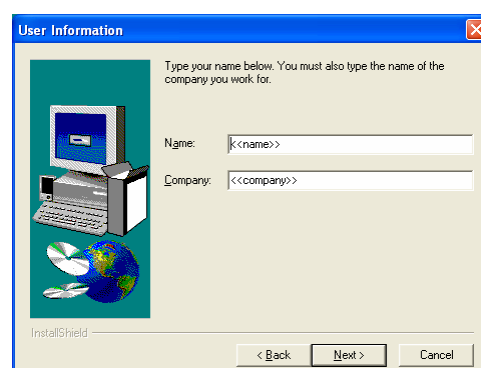 User Information
Type your name below. You must also type the name of the
company you work for.
Name: <<name>>
Company: <<company>>
InstallShield
< Back Next > Cancel